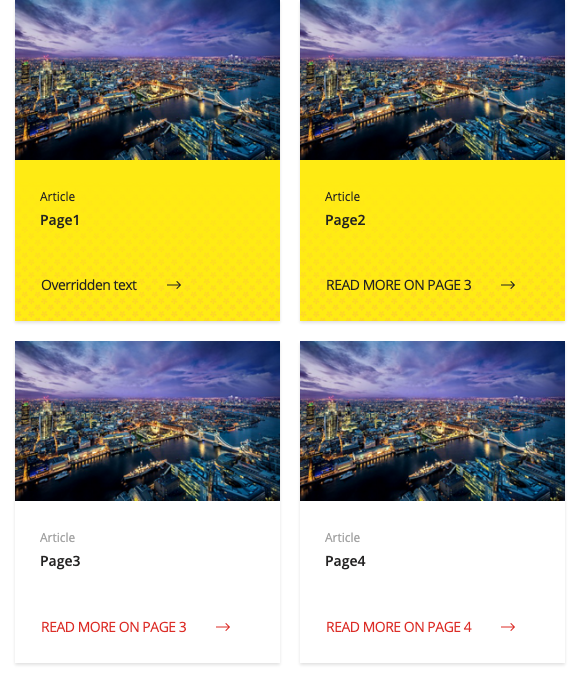 Article
Page1
Overridden text
Article
Page2
READ MORE ON PAGE 3
Article
Page3
READ MORE ON PAGE 3
Article
Page4
READ MORE ON PAGE 4